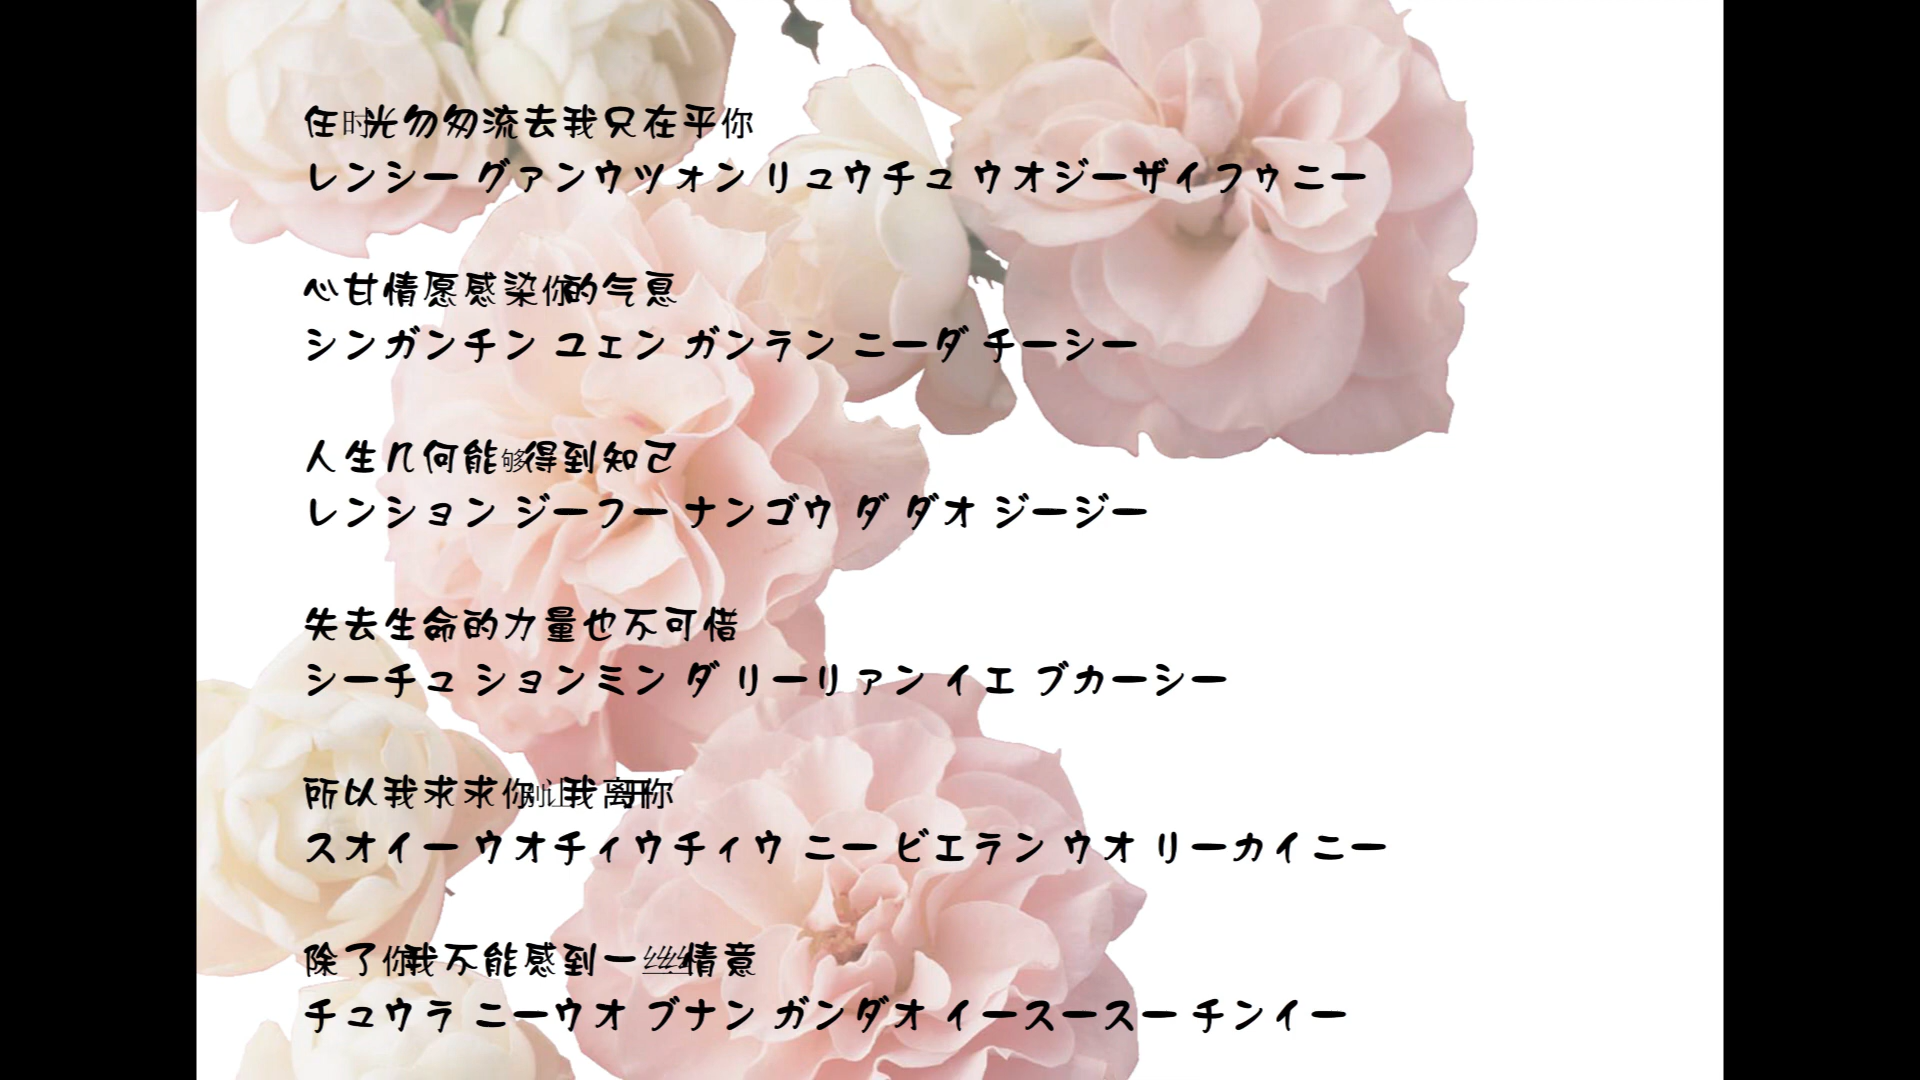 任时光匆匆流去我只在乎你
レンシー グァンウツォン リュウチュ ウオジーザイフゥニー
心甘情愿感染你的气息
シンガンチン ユェン ガンラン ニーダ チーシー
人生几何能够得到知己
レンション ジーフー ナンゴウ ダ ダオ ジージー
失去生命的力量也不可惜
シーチュ ションミン ダ リーリァン イエ ブカーシー
所以我求求你别让我离开你
スオイー ウオチィウチィウ ニー ビエラン ウオ リーカイニー
除了你我不能感到一丝丝情意
チュウラ ニーウオ ブナン ガンダオ イースースー チンイー